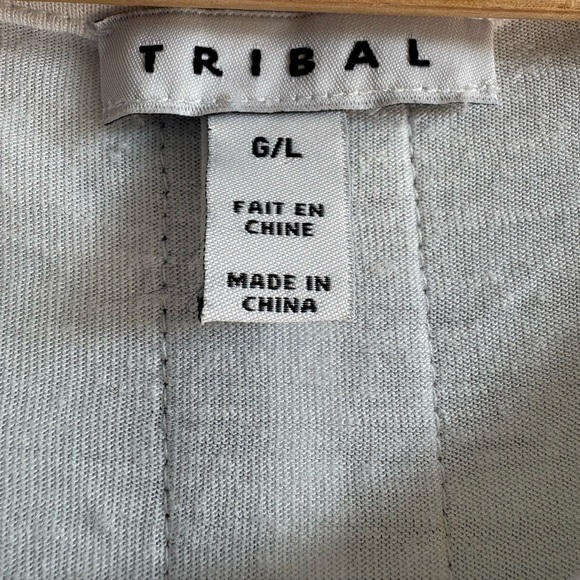 TRIBAL
G/L
FAIT EN
CHINE
MADE IN
CHINA